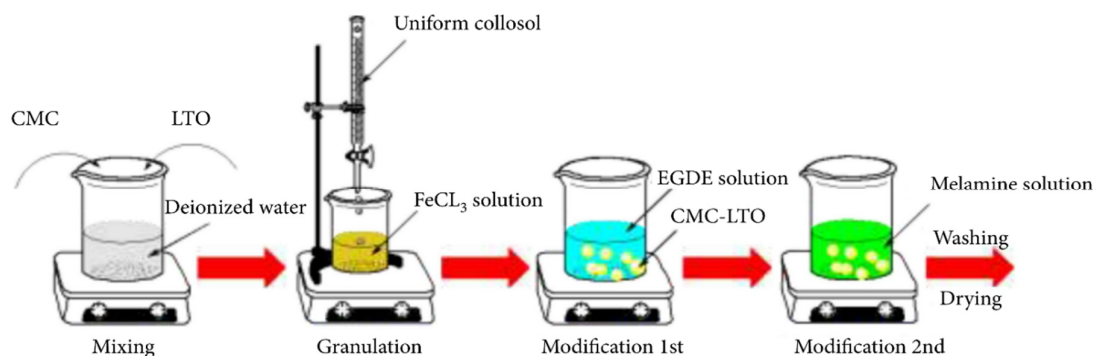 Uniform collosol
CMC
LTO
Deionized water
FeCL₃ solution
EGDE solution
CMC-LTO
Melamine solution
Washing
Drying
Mixing
Granulation
Modification 1st
Modification 2nd